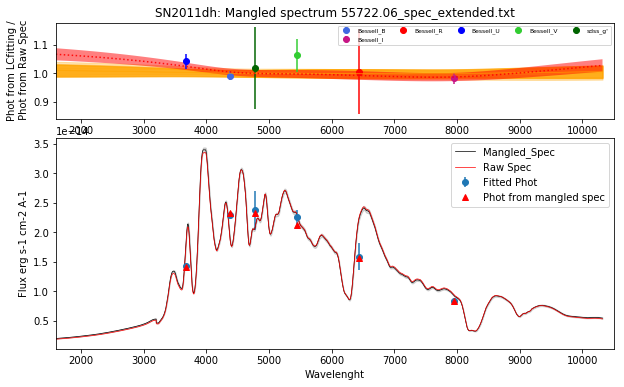 SN2011dh: Mangled spectrum 55722.06_spec_extended.txt
Phot from LCfitting /
Phot from Raw Spec
1.1
1.0
0.9
Bessell_B
Bessell_R
Bessell_U
Bessell_V
sdss_g'
Bessell_I
2000
3000
4000
5000
6000
7000
8000
9000
10000
1e−14
Flux erg s-1 cm-2 A-1
3.5
3.0
2.5
2.0
1.5
1.0
0.5
Mangled_Spec
Raw Spec
Fitted Phot
Phot from mangled spec
2000
3000
4000
5000
6000
7000
8000
9000
10000
Wavelenght